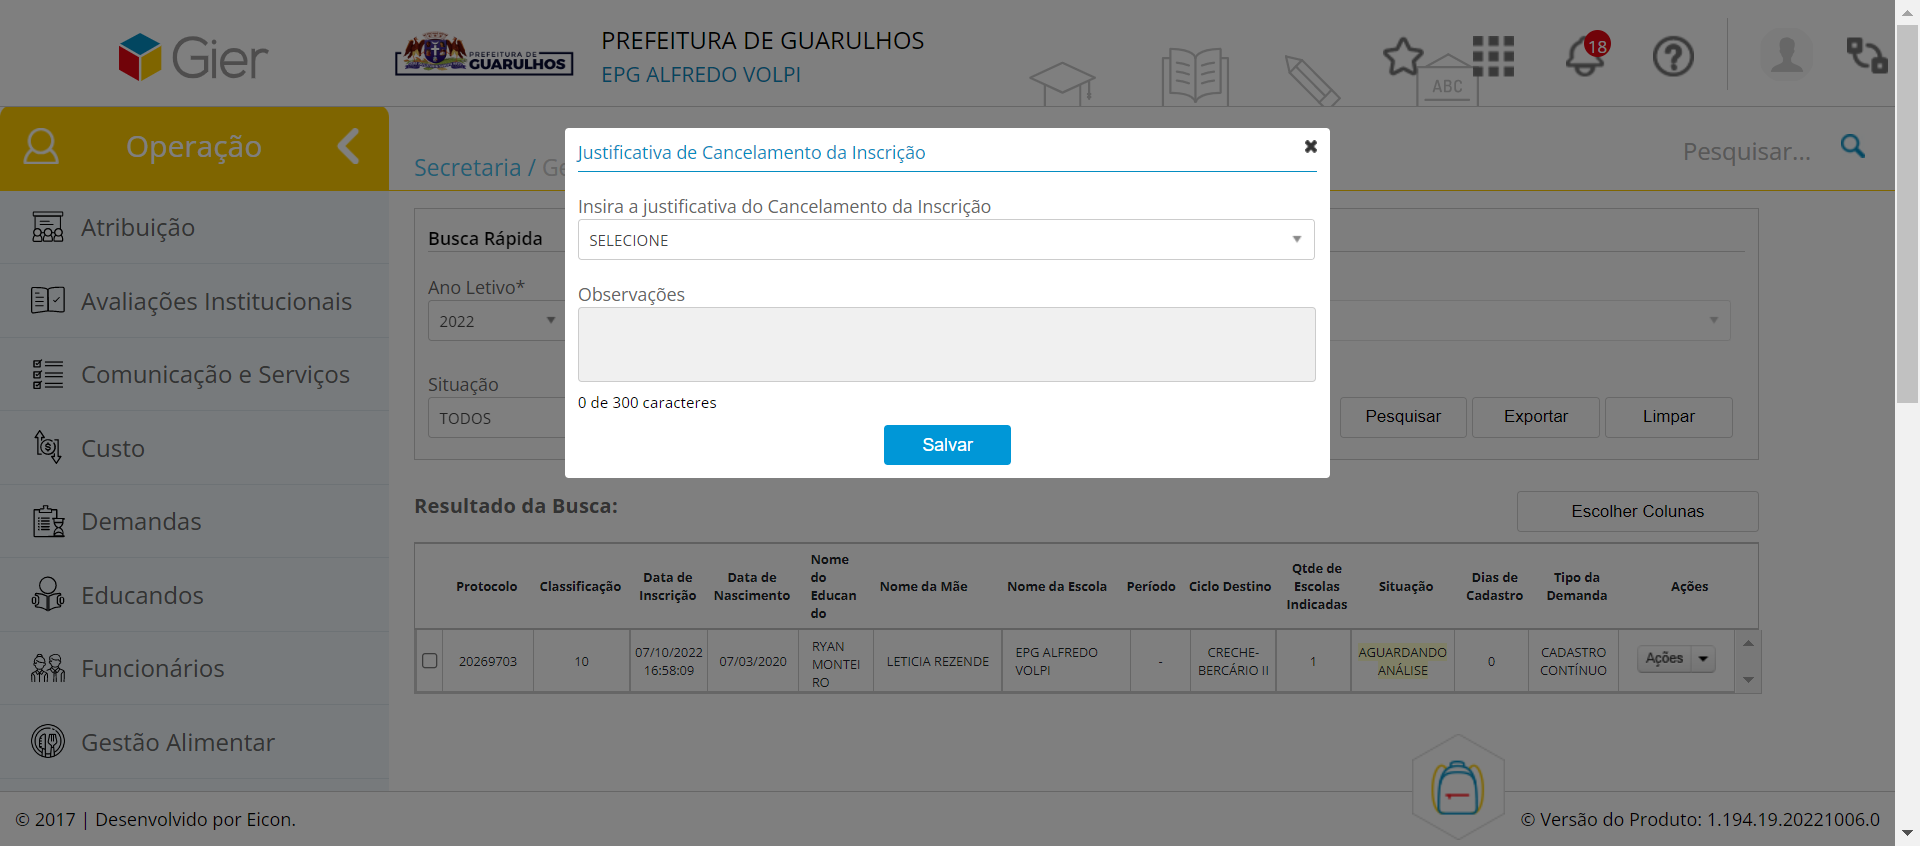 Gier
PREFEITURA DE
GUARULHOS
PREFEITURA DE GUARULHOS
EPG ALFREDO VOLPI
ABC
18
Operação
Secretaria / Ge
Pesquisar...
Atribuição
Avaliações Institucionais
Comunicação e Serviços
Custo
Demandas
Educandos
Funcionários
Gestão Alimentar
Justificativa de Cancelamento da Inscrição
Insira a justificativa do Cancelamento da Inscrição
SELECIONE
Observações
0 de 300 caracteres
Salvar
Busca Rápida
Ano Letivo*
2022
Situação
TODOS
Pesquisar
Exportar
Limpar
Resultado da Busca:
Escolher Colunas
Protocolo
Classificação
Data de
Inscrição
Data de
Nascimento
Nome
do
Educan
do
Nome da Mãe
Nome da Escola
Período
Ciclo Destino
Qtde de
Escolas
Indicadas
Situação
Dias de
Cadastro
Tipo da
Demanda
Ações
20269703
10
07/10/2022
16:58:09
07/03/2020
RYAN
MONTEI
RO
LETICIA REZENDE
EPG ALFREDO
VOLPI
-
CRECHE-
BERCÁRIO II
1
AGUARDANDO
ANÁLISE
0
CADASTRO
CONTÍNUO
Ações
© 2017 | Desenvolvido por Eicon.
© Versão do Produto: 1.194.19.20221006.0